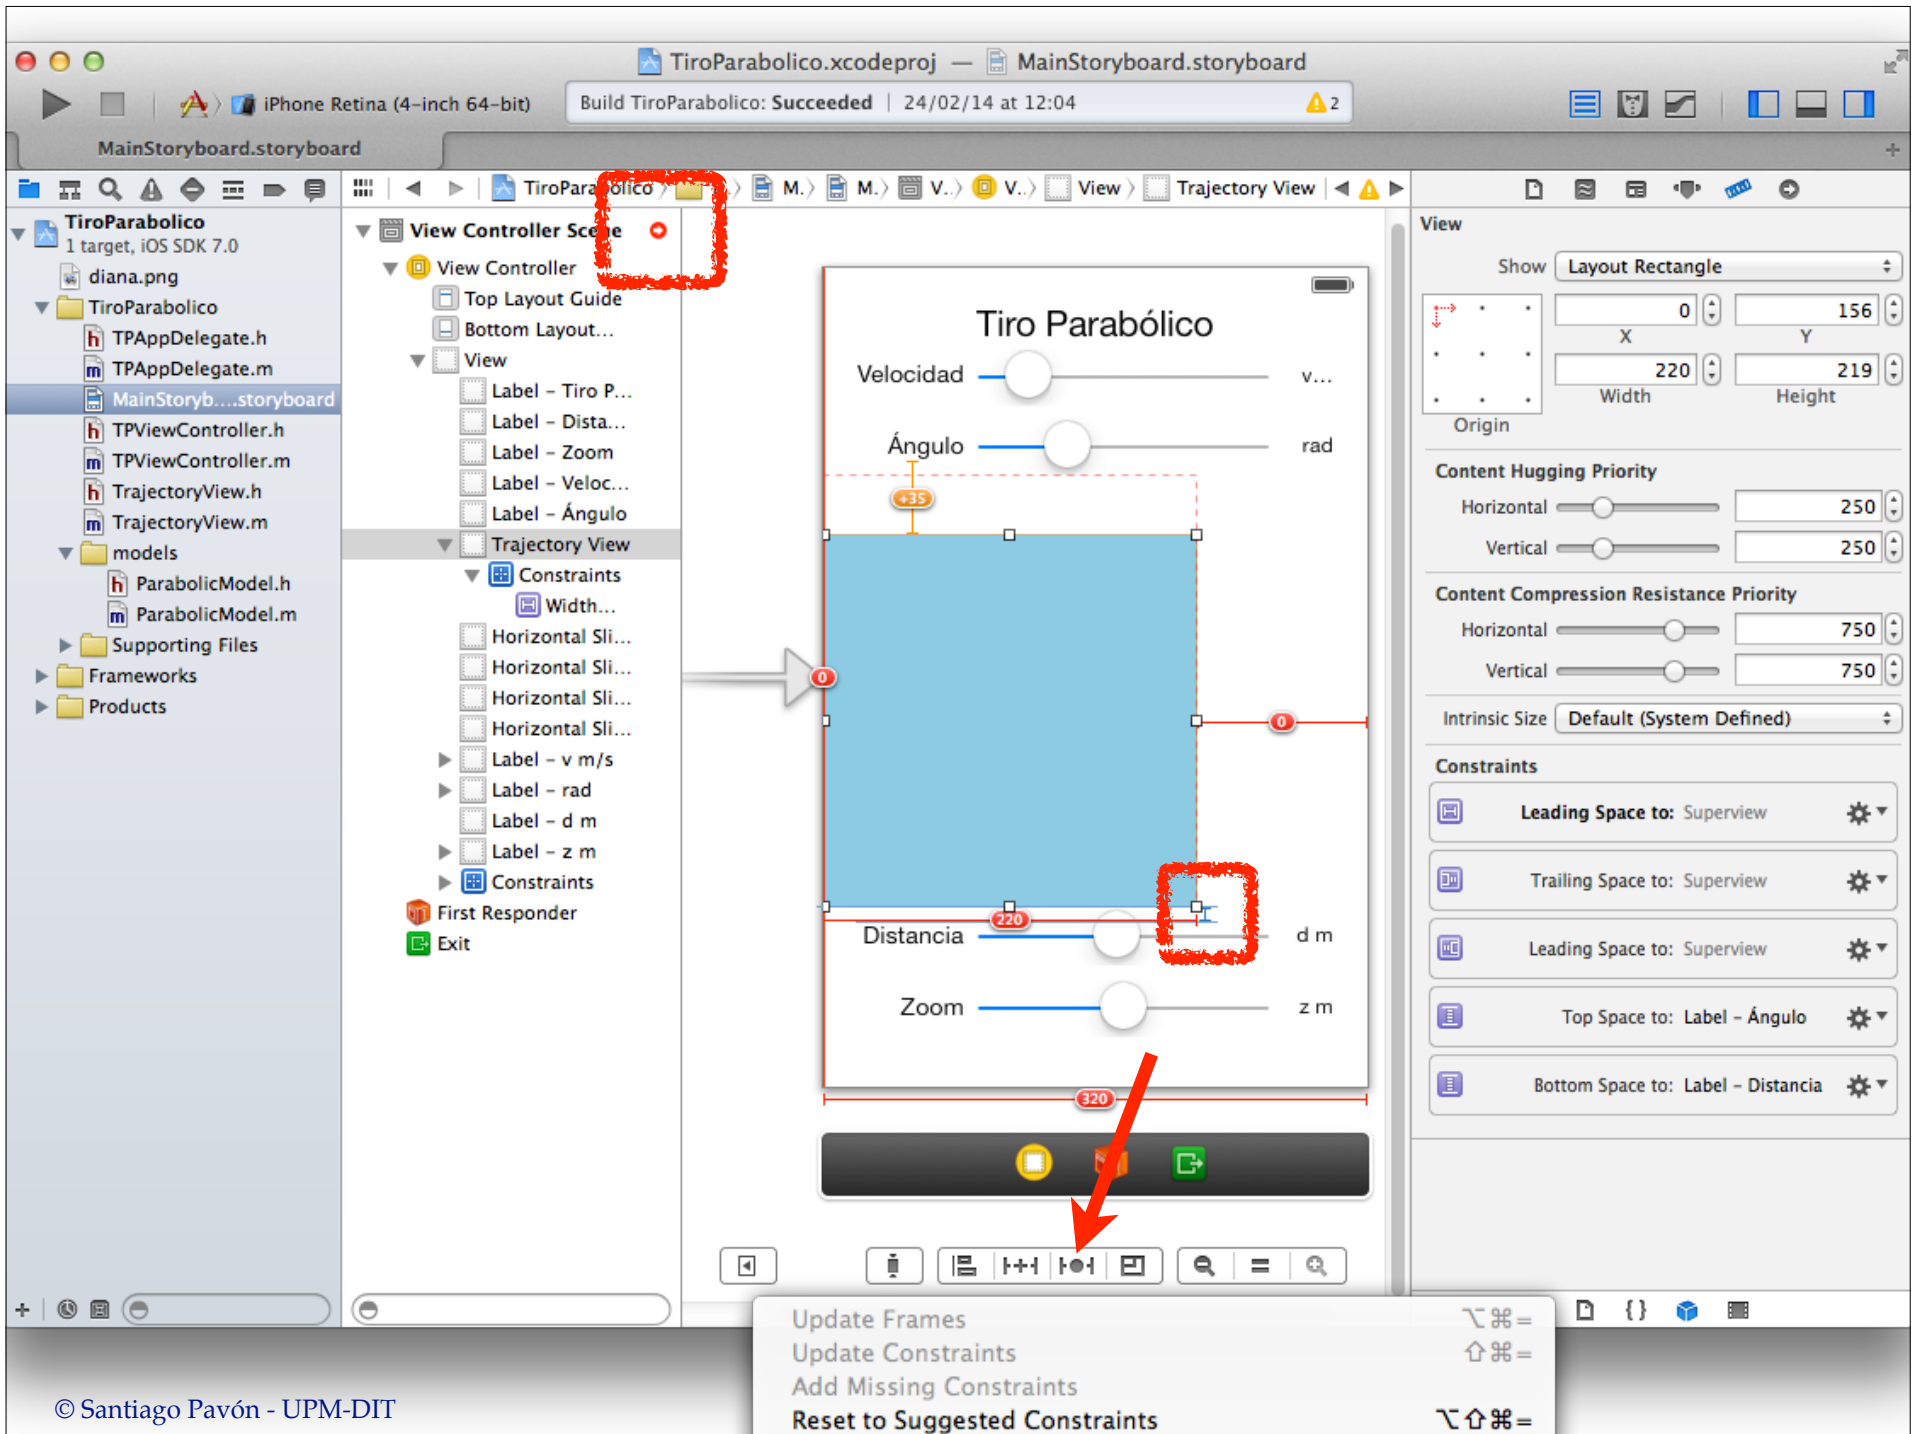 TiroParabolico.xcodeproj — MainStoryboard.storyboard
iPhone Retina (4-inch 64-bit)
Build TiroParabolico: Succeeded | 24/02/14 at 12:04
2
MainStoryboard.storyboard
TiroParabólico
M.
M.
V..
V..
View
Trajectory View
TiroParabolico
1 target, iOS SDK 7.0
diana.png
TiroParabolico
TPAppDelegate.h
TPAppDelegate.m
MainStoryb....storyboard
TPViewController.h
TPViewController.m
TrajectoryView.h
TrajectoryView.m
models
ParabolicModel.h
ParabolicModel.m
Supporting Files
Frameworks
Products
View Controller Scene
View Controller
Top Layout Guide
Bottom Layout...
View
Label – Tiro P...
Label – Dista...
Label – Zoom
Label – Veloc...
Label – Ángulo
Trajectory View
Constraints
Width...
Horizontal Sli...
Horizontal Sli...
Horizontal Sli...
Horizontal Sli...
Label – v m/s
Label – rad
Label – d m
Label – z m
Constraints
First Responder
Exit
Tiro Parabólico
Velocidad
v...
Ángulo
rad
+35
0
0
220
Distancia
d m
Zoom
z m
320
View
Show Layout Rectangle
0
156
X
Y
220
219
Width
Height
Origin
Content Hugging Priority
Horizontal 250
Vertical 250
Content Compression Resistance Priority
Horizontal 750
Vertical 750
Intrinsic Size Default (System Defined)
Constraints
Leading Space to: Superview
Trailing Space to: Superview
Leading Space to: Superview
Top Space to: Label – Ángulo
Bottom Space to: Label – Distancia
Update Frames ⌥⌘=
Update Constraints ⇧⌘=
Add Missing Constraints
Reset to Suggested Constraints ⌥⇧⌘=
© Santiago Pavón - UPM-DIT